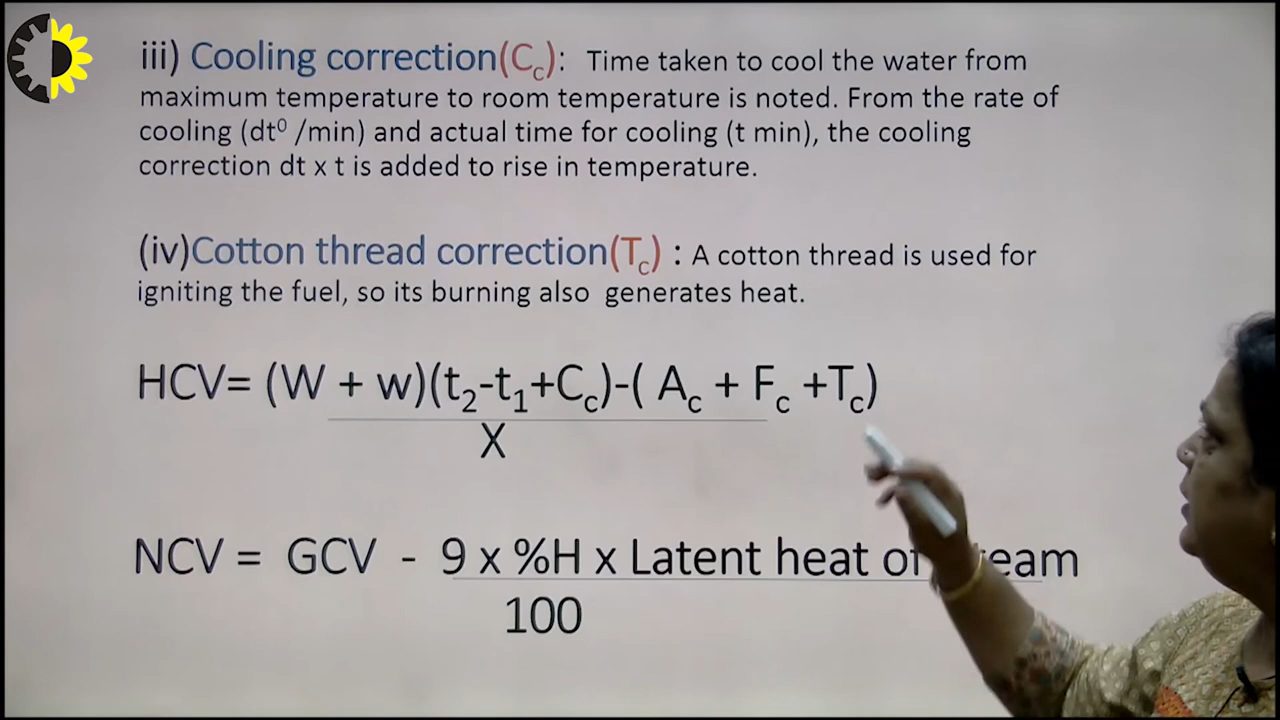 iii) Cooling correction(Cc): Time taken to cool the water from
maximum temperature to room temperature is noted. From the rate of
cooling (dt⁰ /min) and actual time for cooling (t min), the cooling
correction dt x t is added to rise in temperature.
(iv)Cotton thread correction(Tc) : A cotton thread is used for
igniting the fuel, so its burning also generates heat.
HCV= (W + w)(t₂-t₁+Cc)-( Ac + Fc +Tc)
X
NCV = GCV - 9 x %H x Latent heat of
100